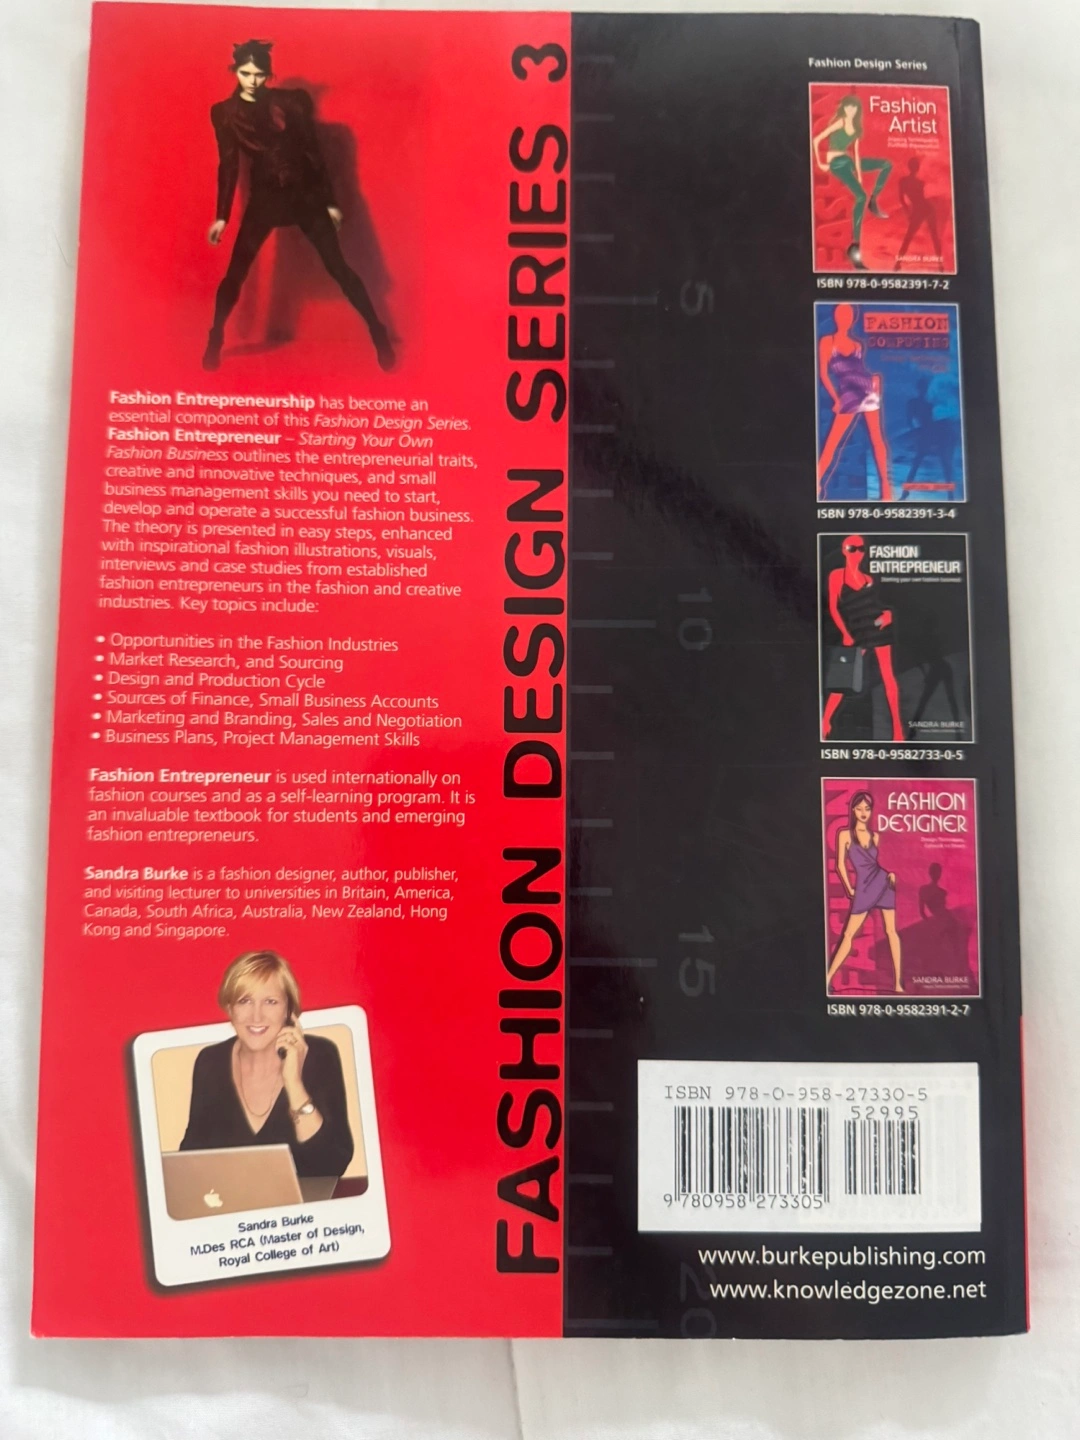 Fashion Entrepreneurship has become an
essential component of this Fashion Design Series.
Fashion Entrepreneur – Starting Your Own
Fashion Business outlines the entrepreneurial traits,
creative and innovative techniques, and small
business management skills you need to start,
develop and operate a successful fashion business.
The theory is presented in easy steps, enhanced
with inspirational fashion illustrations, visuals,
interviews and case studies from established
fashion entrepreneurs in the fashion and creative
industries. Key topics include:
• Opportunities in the Fashion Industries
• Market Research, and Sourcing
• Design and Production Cycle
• Sources of Finance, Small Business Accounts
• Marketing and Branding, Sales and Negotiation
• Business Plans, Project Management Skills
Fashion Entrepreneur is used internationally on
fashion courses and as a self-learning program. It is
an invaluable textbook for students and emerging
fashion entrepreneurs.
Sandra Burke is a fashion designer, author, publisher,
and visiting lecturer to universities in Britain, America,
Canada, South Africa, Australia, New Zealand, Hong
Kong and Singapore.
Sandra Burke
M.Des RCA (Master of Design,
Royal College of Art)
FASHION DESIGN SERIES 3
5
10
15
20
Fashion Design Series
Fashion
Artist
SANDRA BURKE
ISBN 978-0-9582391-7-2
FASHION
COMPUTING
ISBN 978-0-9582391-3-4
FASHION
ENTREPRENEUR
Starting your own fashion business
SANDRA BURKE
ISBN 978-0-9582733-0-5
FASHION
DESIGNER
FASHION
SANDRA BURKE
ISBN 978-0-9582391-2-7
ISBN 978-0-958-27330-5
52995
9 780958 273305
www.burkepublishing.com
www.knowledgezone.net